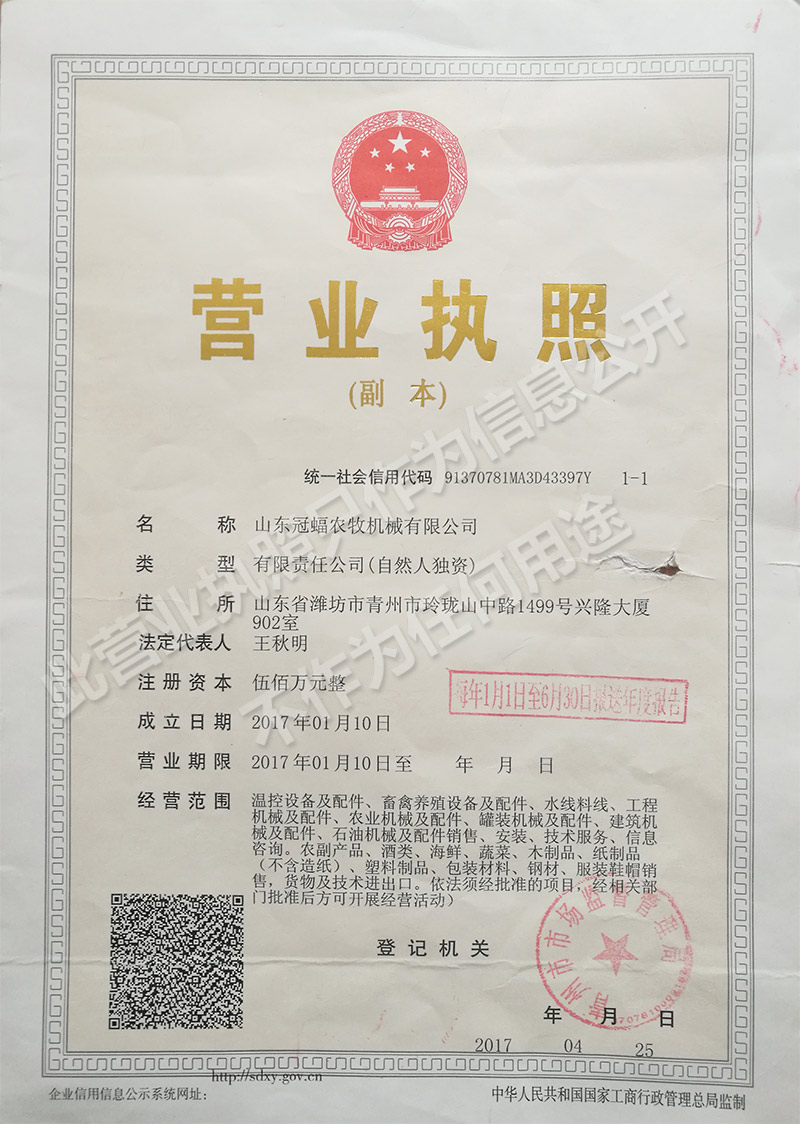 营业执照
(副 本)
统一社会信用代码 91370781MA3D43397Y 1-1
名 称 山东冠蝠农牧机械有限公司
类 型 有限责任公司(自然人独资)
住 所 山东省潍坊市青州市玲珑山中路1499号兴隆大厦
902室
法定代表人 王秋明
注册资本 伍佰万元整
每年1月1日至6月30日报送年度报告
成立日期 2017年01月10日
营业期限 2017年01月10日至 年 月 日
经营范围 温控设备及配件、畜禽养殖设备及配件、水线料线、工程
机械及配件、农业机械及配件、罐装机械及配件、建筑机
械及配件、石油机械及配件销售、安装、技术服务、信息
咨询。农副产品、酒类、海鲜、蔬菜、木制品、纸制品
（不含造纸）、塑料制品、包装材料、钢材、服装鞋帽销
售，货物及技术进出口。依法须经批准的项目，经相关部
门批准后方可开展经营活动）
登记机关
青州市市场监督管理局
年 月 日
2017 04 25
http://sdxy.gov.cn
企业信用信息公示系统网址：
中华人民共和国国家工商行政管理总局监制
此营业执照只作为信息公开
不作为任何用途